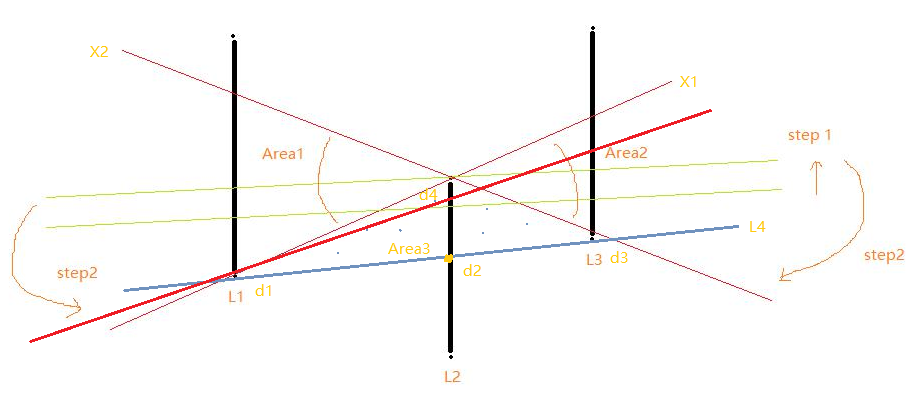 X2
X1
step 1
Area1
Area2
d4
L4
Area3
step2
d2
L3
d3
step2
L1
d1
L2